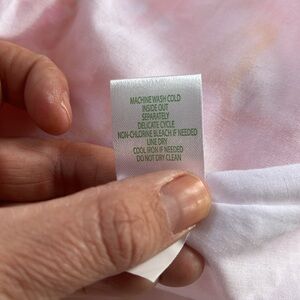 MACHINE WASH COLD
INSIDE OUT
SEPARATELY
DELICATE CYCLE
NON-CHLORINE BLEACH IF NEEDED
LINE DRY
COOL IRON IF NEEDED
DO NOT DRY CLEAN